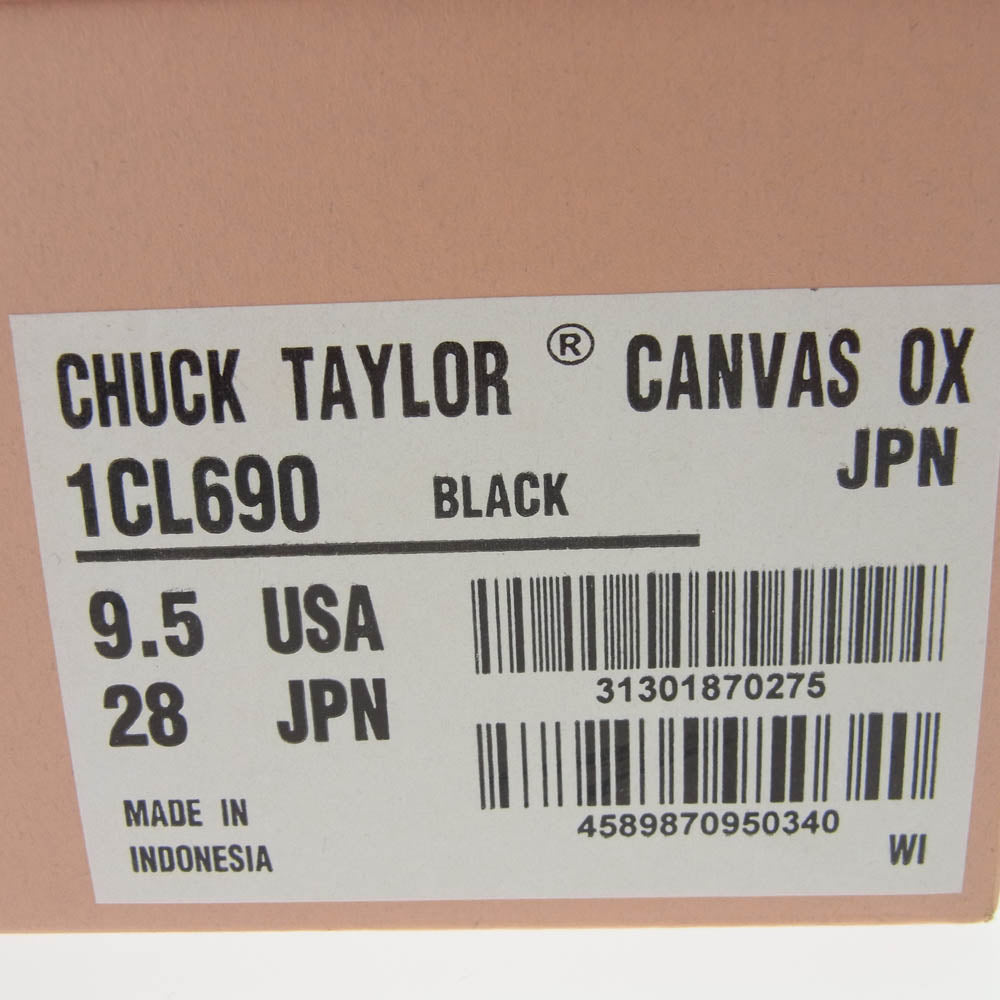 CHUCK TAYLOR ® CANVAS OX
JPN
1CL690 BLACK
9.5 USA
28 JPN
31301870275
4589870950340
MADE IN
INDONESIA
WI